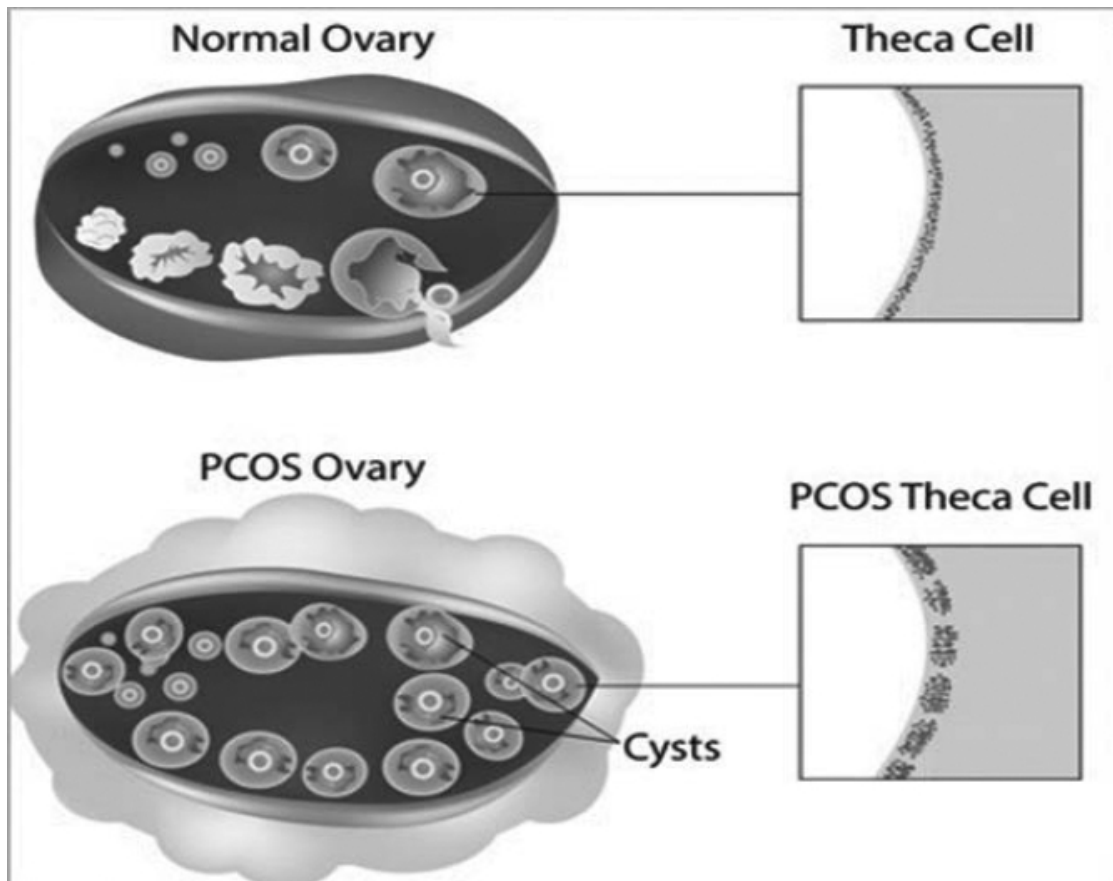 Normal Ovary
Theca Cell
PCOS Ovary
PCOS Theca Cell
Cysts